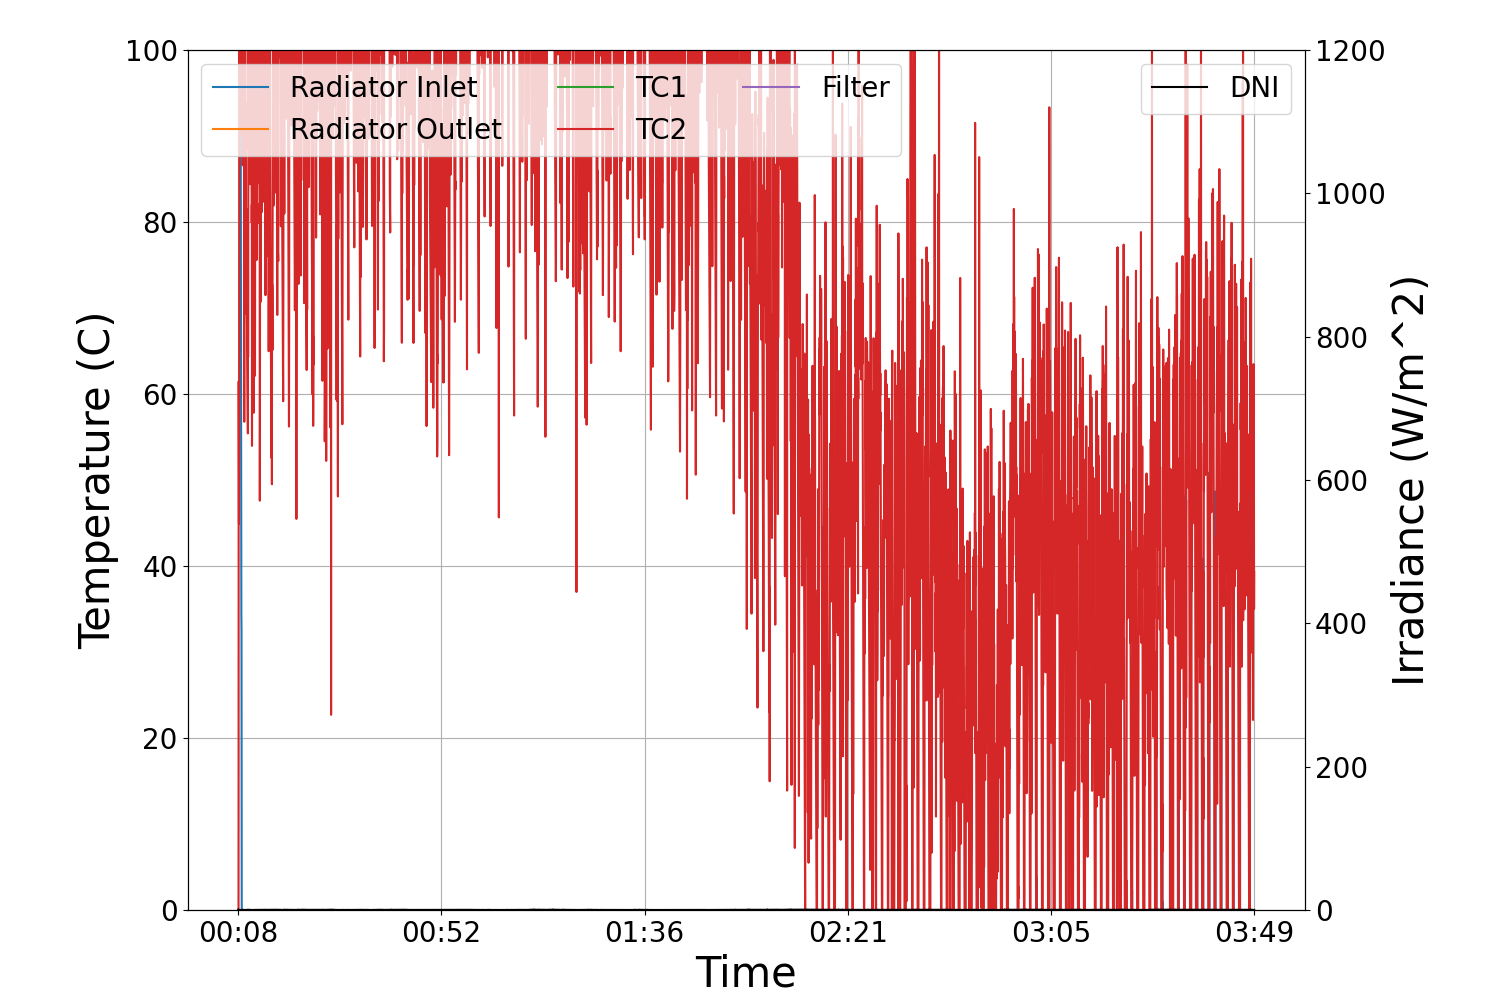 Temperature (C)
100
80
60
40
20
0
Radiator Inlet
Radiator Outlet
TC1
TC2
Filter
DNI
1200
1000
800
600
400
200
0
Irradiance (W/m^2)
00:08 00:52 01:36 02:21 03:05 03:49
Time